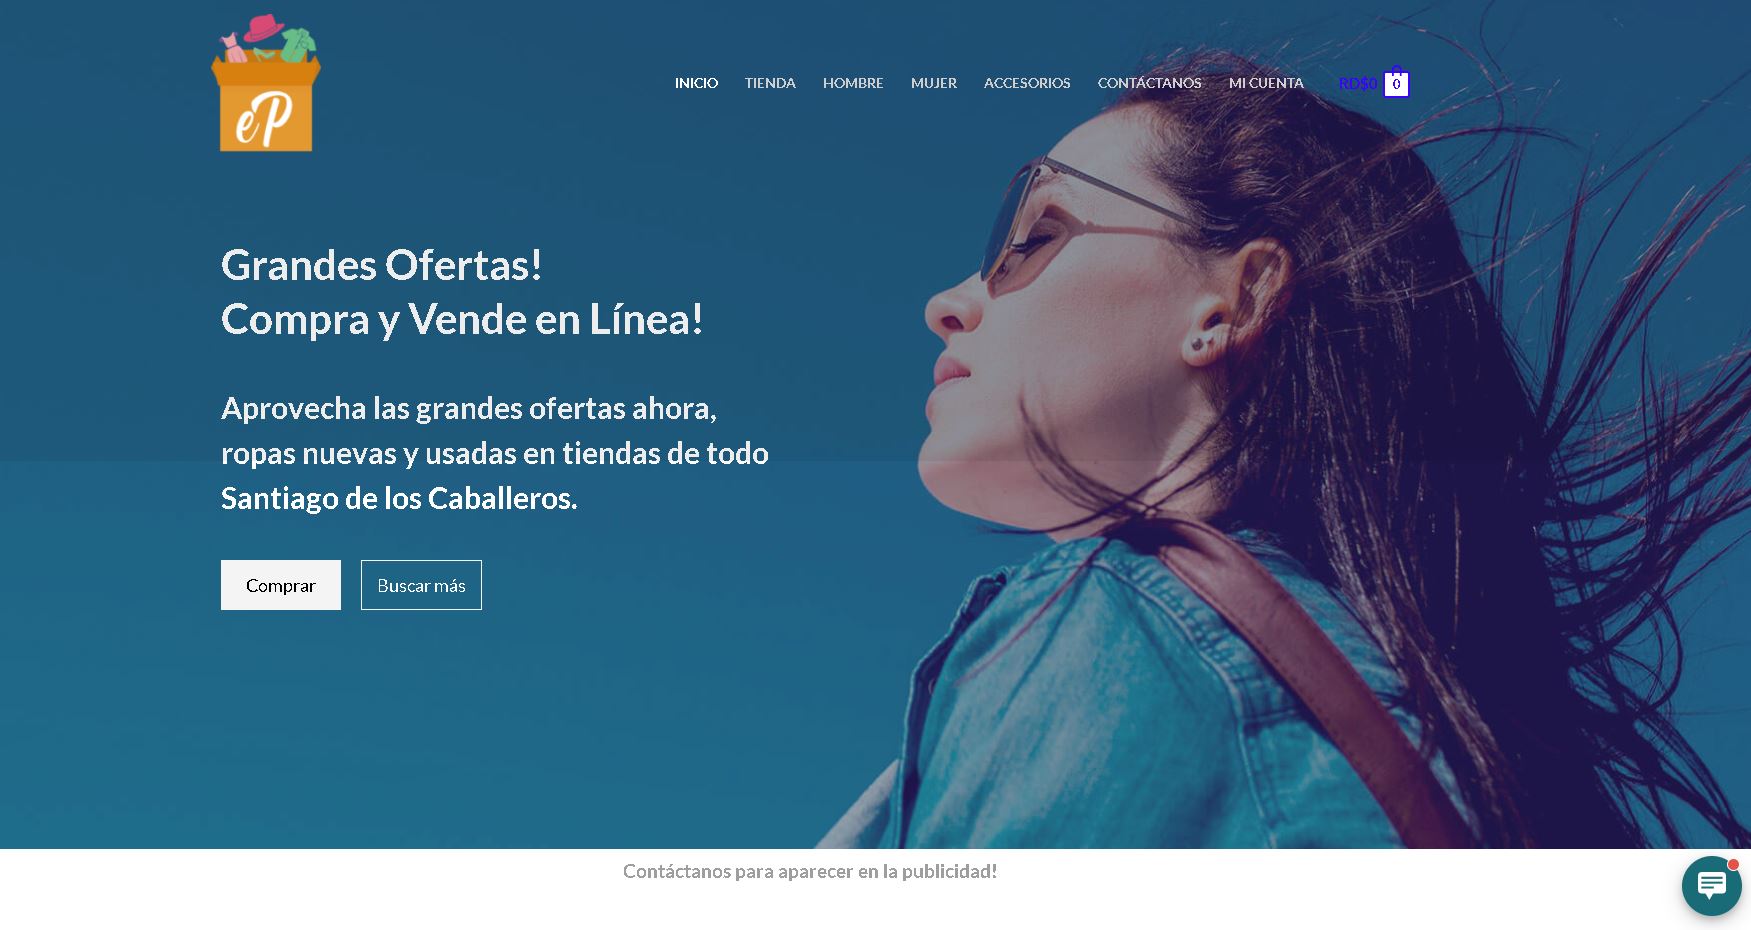 eP
INICIO TIENDA HOMBRE MUJER ACCESORIOS CONTÁCTANOS MI CUENTA RD$0 0
Grandes Ofertas!
Compra y Vende en Línea!
Aprovecha las grandes ofertas ahora,
ropas nuevas y usadas en tiendas de todo
Santiago de los Caballeros.
Comprar Buscar más
Contáctanos para aparecer en la publicidad!